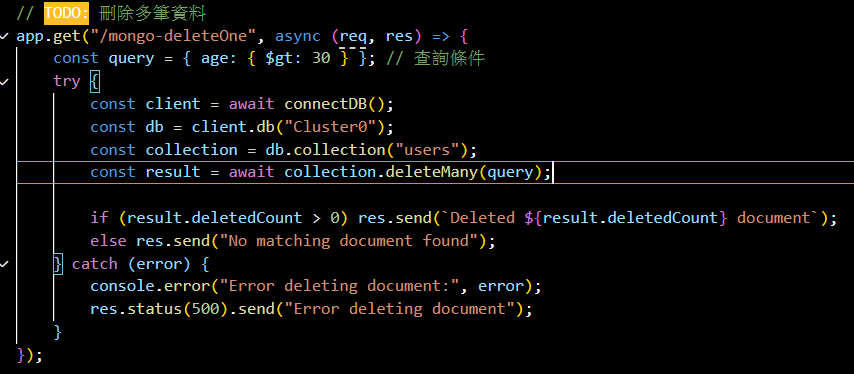 // TODO: 刪除多筆資料
app.get("/mongo-deleteOne", async (req, res) => {
const query = { age: { $gt: 30 } }; // 查詢條件
try {
const client = await connectDB();
const db = client.db("Cluster0");
const collection = db.collection("users");
const result = await collection.deleteMany(query);
if (result.deletedCount > 0) res.send(`Deleted ${result.deletedCount} document`);
else res.send("No matching document found");
} catch (error) {
console.error("Error deleting document:", error);
res.status(500).send("Error deleting document");
}
});